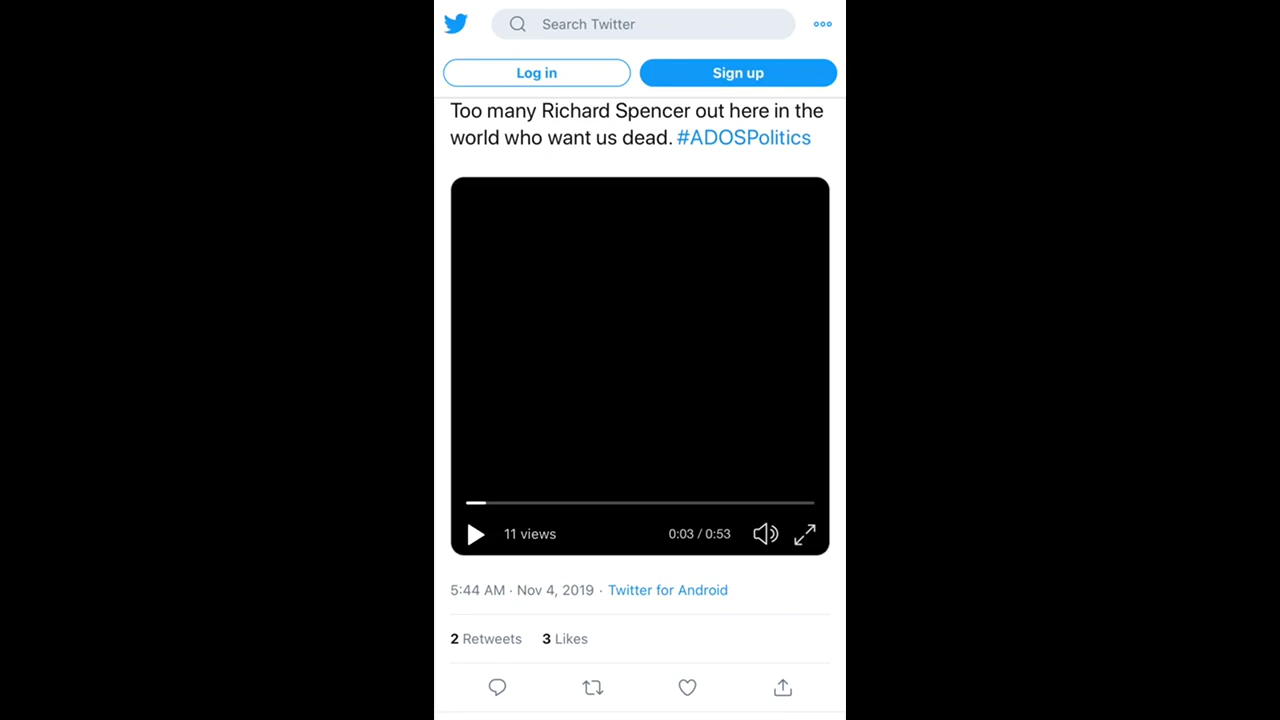 Search Twitter
Log in
Sign up
Too many Richard Spencer out here in the
world who want us dead. #ADOSPolitics
11 views
0:03 / 0:53
5:44 AM · Nov 4, 2019 · Twitter for Android
2 Retweets 3 Likes